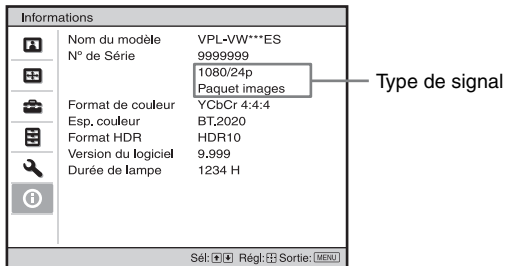 Informations
Nom du modèle VPL-VW***ES
Nº de Série 9999999
1080/24p
Paquet images
Type de signal
Format de couleur YCbCr 4:4:4
Esp. couleur BT.2020
Format HDR HDR10
Version du logiciel 9.999
Durée de lampe 1234 H
Sél: Régl: Sortie: MENU